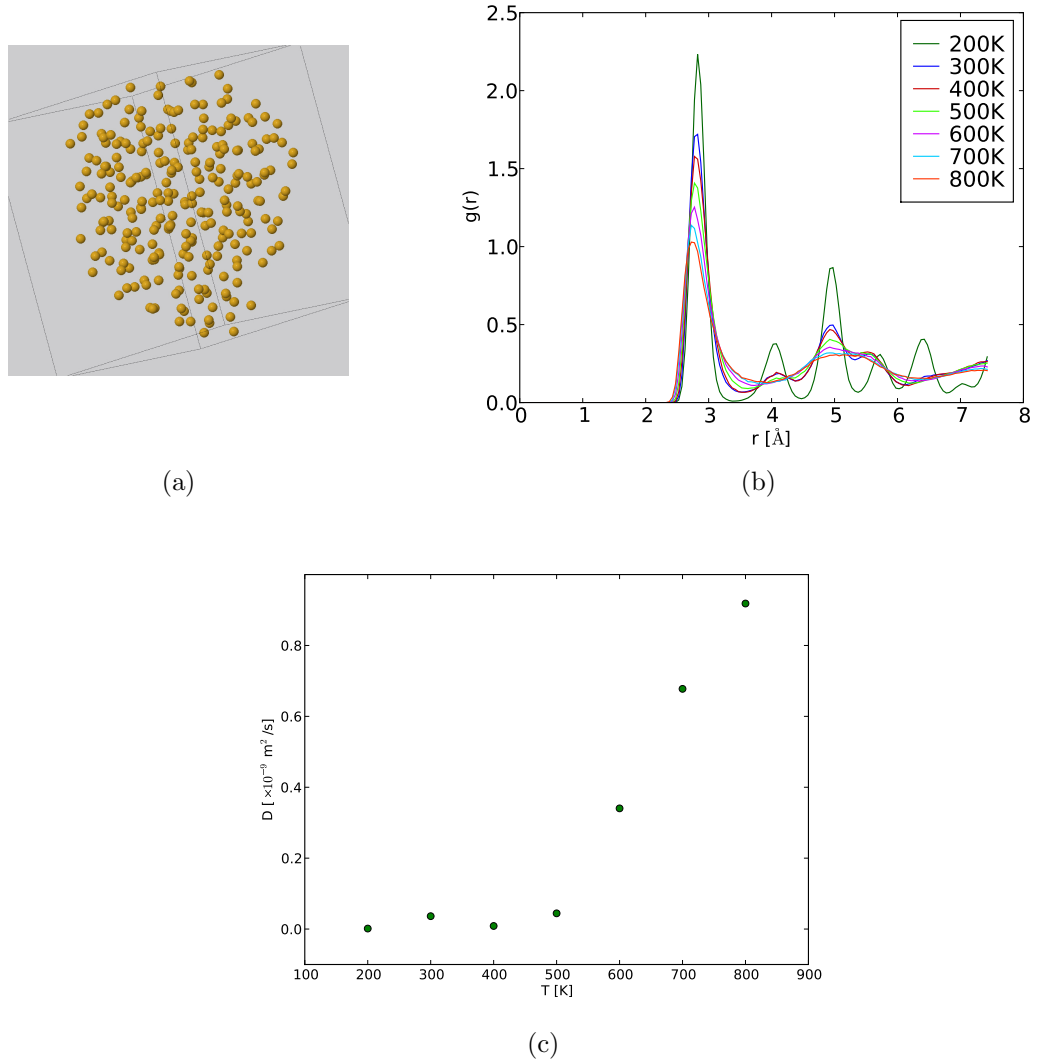 2.5
2.0
1.5
1.0
0.5
0.0
g(r)
200K
300K
400K
500K
600K
700K
800K
0 1 2 3 4 5 6 7 8
r [Å]
(a)
(b)
0.8
0.6
0.4
0.2
0.0
D [ ×10⁻⁹ m² /s]
100 200 300 400 500 600 700 800 900
T [K]
(c)